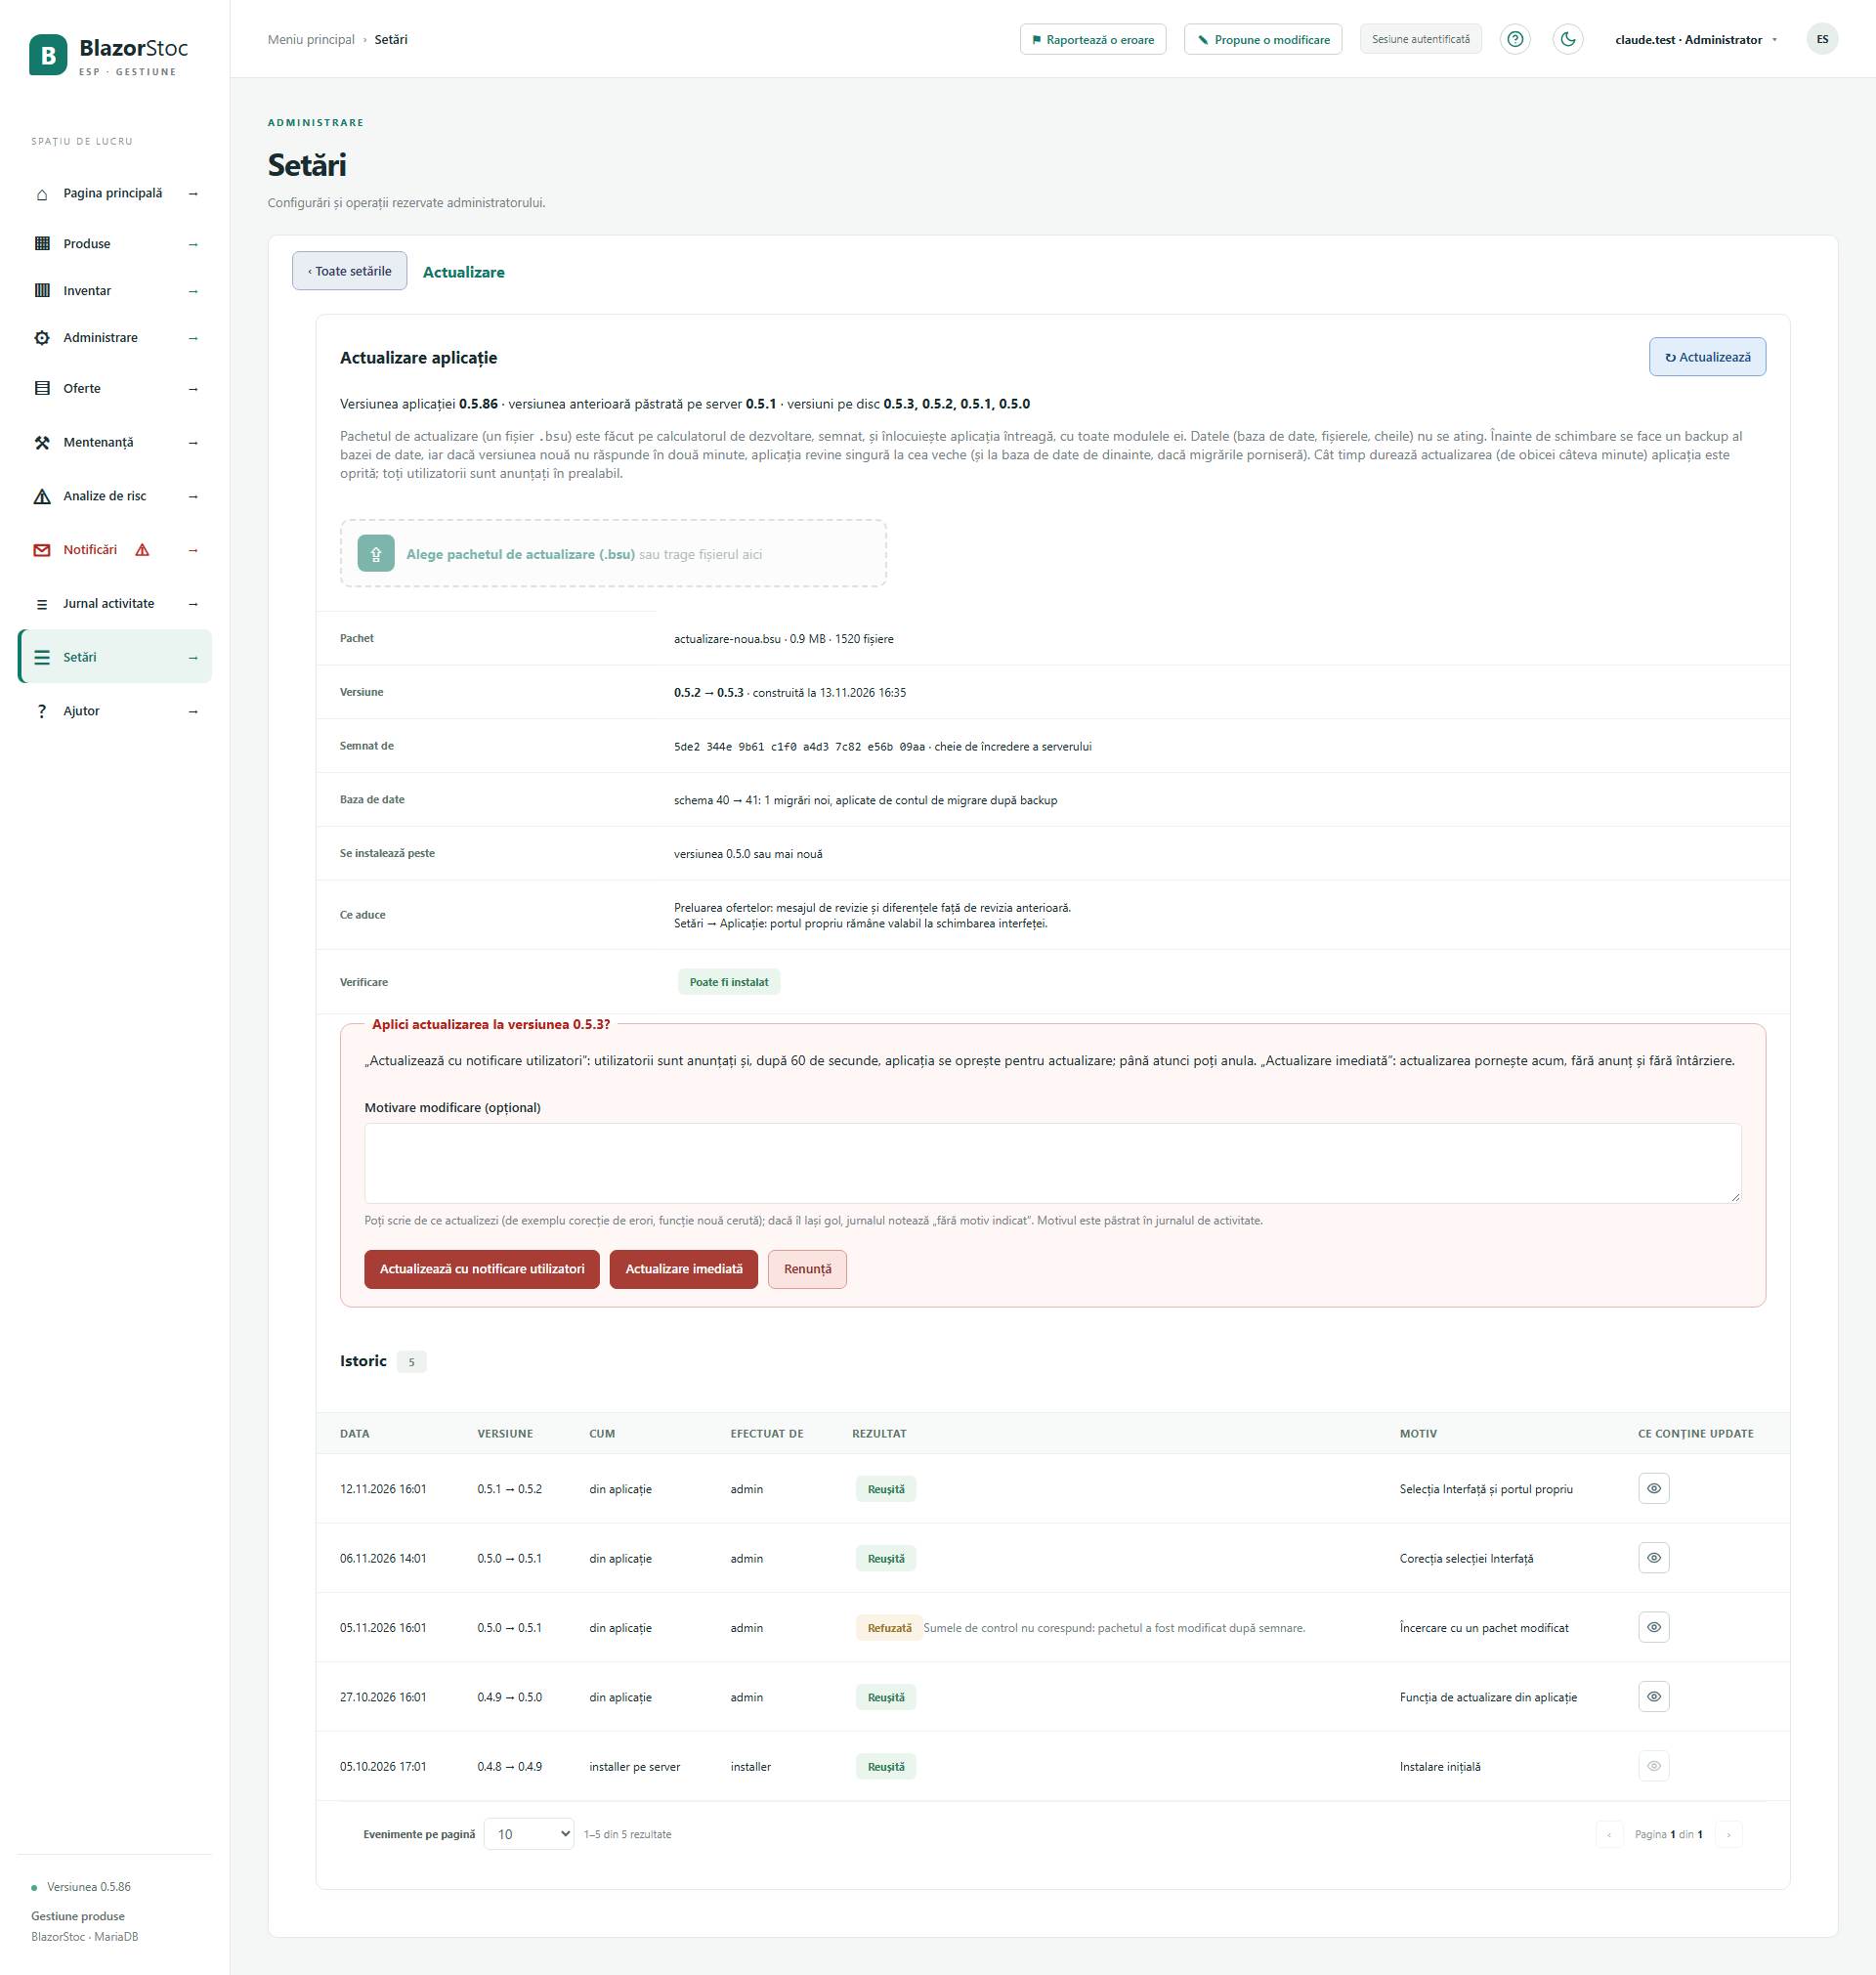 B
BlazorStoc
ESP · GESTIUNE
Meniu principal › Setări
Raportează o eroare
Propune o modificare
Sesiune autentificată
claude.test · Administrator
ES
SPAȚIU DE LUCRU
Pagina principală →
Produse →
Inventar →
Administrare →
Oferte →
Mentenanță →
Analize de risc →
Notificări →
Jurnal activitate →
Setări →
? Ajutor →
Versiunea 0.5.86
Gestiune produse
BlazorStoc · MariaDB
ADMINISTRARE
Setări
Configurări și operații rezervate administratorului.
‹ Toate setările
Actualizare
Actualizare aplicație
↻ Actualizează
Versiunea aplicației 0.5.86 · versiunea anterioară păstrată pe server 0.5.1 · versiuni pe disc 0.5.3, 0.5.2, 0.5.1, 0.5.0
Pachetul de actualizare (un fișier .bsu) este făcut pe calculatorul de dezvoltare, semnat, și înlocuiește aplicația întreagă, cu toate modulele ei. Datele (baza de date, fișierele, cheile) nu se ating. Înainte de schimbare se face un backup al
bazei de date, iar dacă versiunea nouă nu răspunde în două minute, aplicația revine singură la cea veche (și la baza de date de dinainte, dacă migrările porniseră). Cât timp durează actualizarea (de obicei câteva minute) aplicația este
oprită; toți utilizatorii sunt anunțați în prealabil.
Alege pachetul de actualizare (.bsu) sau trage fișierul aici
Pachet actualizare-noua.bsu · 0.9 MB · 1520 fișiere
Versiune 0.5.2 → 0.5.3 · construită la 13.11.2026 16:35
Semnat de 5de2 344e 9b61 c1f0 a4d3 7c82 e56b 09aa · cheie de încredere a serverului
Baza de date schema 40 → 41: 1 migrări noi, aplicate de contul de migrare după backup
Se instalează peste versiunea 0.5.0 sau mai nouă
Ce aduce Preluarea ofertelor: mesajul de revizie și diferențele față de revizia anterioară.
Setări → Aplicație: portul propriu rămâne valabil la schimbarea interfeței.
Verificare Poate fi instalat
Aplici actualizarea la versiunea 0.5.3?
„Actualizează cu notificare utilizatori”: utilizatorii sunt anunțați și, după 60 de secunde, aplicația se oprește pentru actualizare; până atunci poți anula. „Actualizare imediată”: actualizarea pornește acum, fără anunț și fără întârziere.
Motivare modificare (opțional)
Poți scrie de ce actualizezi (de exemplu corecție de erori, funcție nouă cerută); dacă îl lași gol, jurnalul notează „fără motiv indicat”. Motivul este păstrat în jurnalul de activitate.
Actualizează cu notificare utilizatori
Actualizare imediată
Renunță
Istoric 5
DATA VERSIUNE CUM EFECTUAT DE REZULTAT MOTIV CE CONȚINE UPDATE
12.11.2026 16:01 0.5.1 → 0.5.2 din aplicație admin Reușită Selecția Interfață și portul propriu
06.11.2026 14:01 0.5.0 → 0.5.1 din aplicație admin Reușită Corecția selecției Interfață
05.11.2026 16:01 0.5.0 → 0.5.1 din aplicație admin Refuzată Sumele de control nu corespund: pachetul a fost modificat după semnare. Încercare cu un pachet modificat
27.10.2026 16:01 0.4.9 → 0.5.0 din aplicație admin Reușită Funcția de actualizare din aplicație
05.10.2026 17:01 0.4.8 → 0.4.9 installer pe server installer Reușită Instalare inițială
Evenimente pe pagină 10 1–5 din 5 rezultate
‹ Pagina 1 din 1 ›